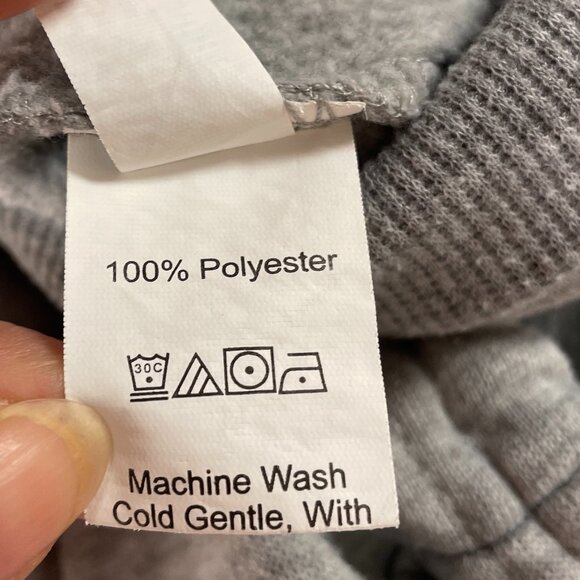 100% Polyester
30C
Machine Wash
Cold Gentle, With